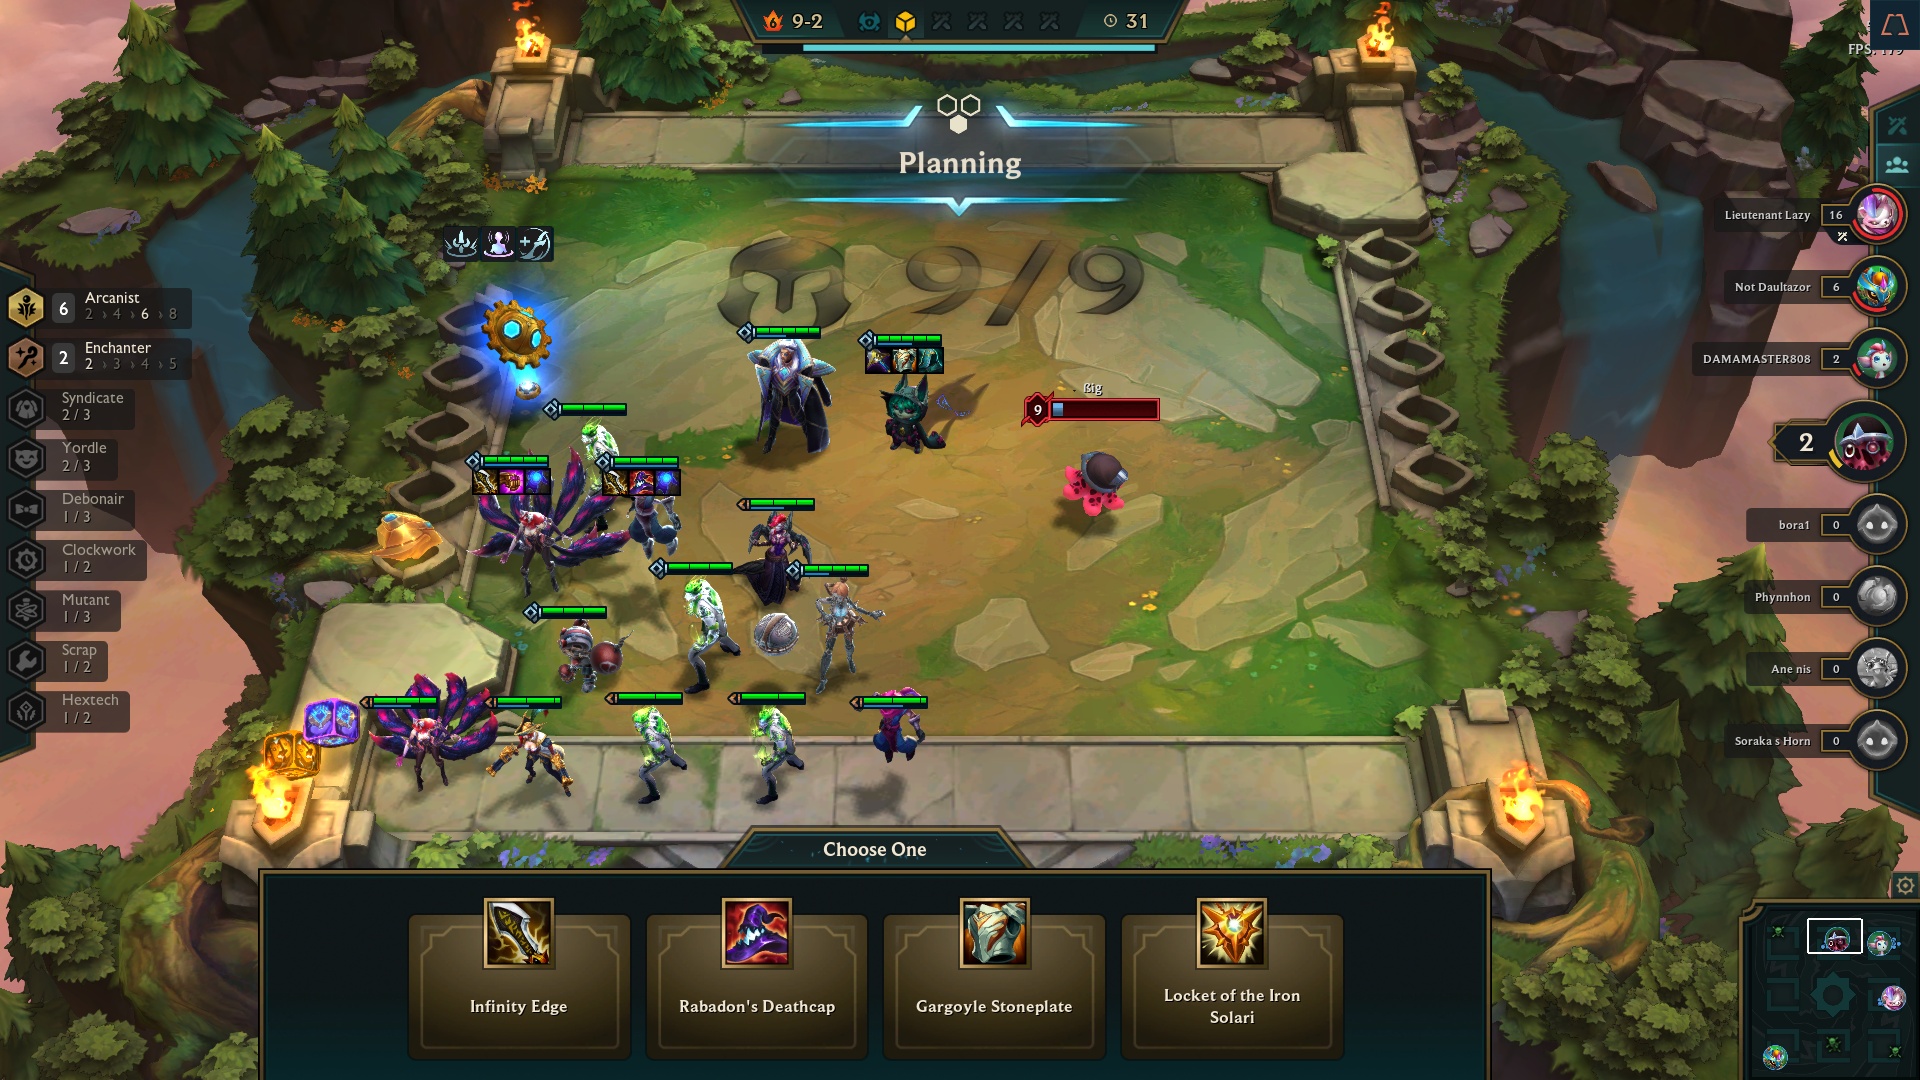 9-2
31
FPS: 179
Planning
9/9
Lieutenant Lazy 16
6 Arcanist
2 › 4 › 6 › 8
Not Daultazor 6
2 Enchanter
2 › 3 › 4 › 5
DAMAMASTER808 2
Syndicate
2 / 3
Big
9
Yordle
2 / 3
2
Debonair
1 / 3
bora1 0
Clockwork
1 / 2
Phynnhon 0
Mutant
1 / 3
Scrap
1 / 2
Ane nis 0
Hextech
1 / 2
Soraka s Horn 0
Choose One
Infinity Edge
Rabadon's Deathcap
Gargoyle Stoneplate
Locket of the Iron
Solari